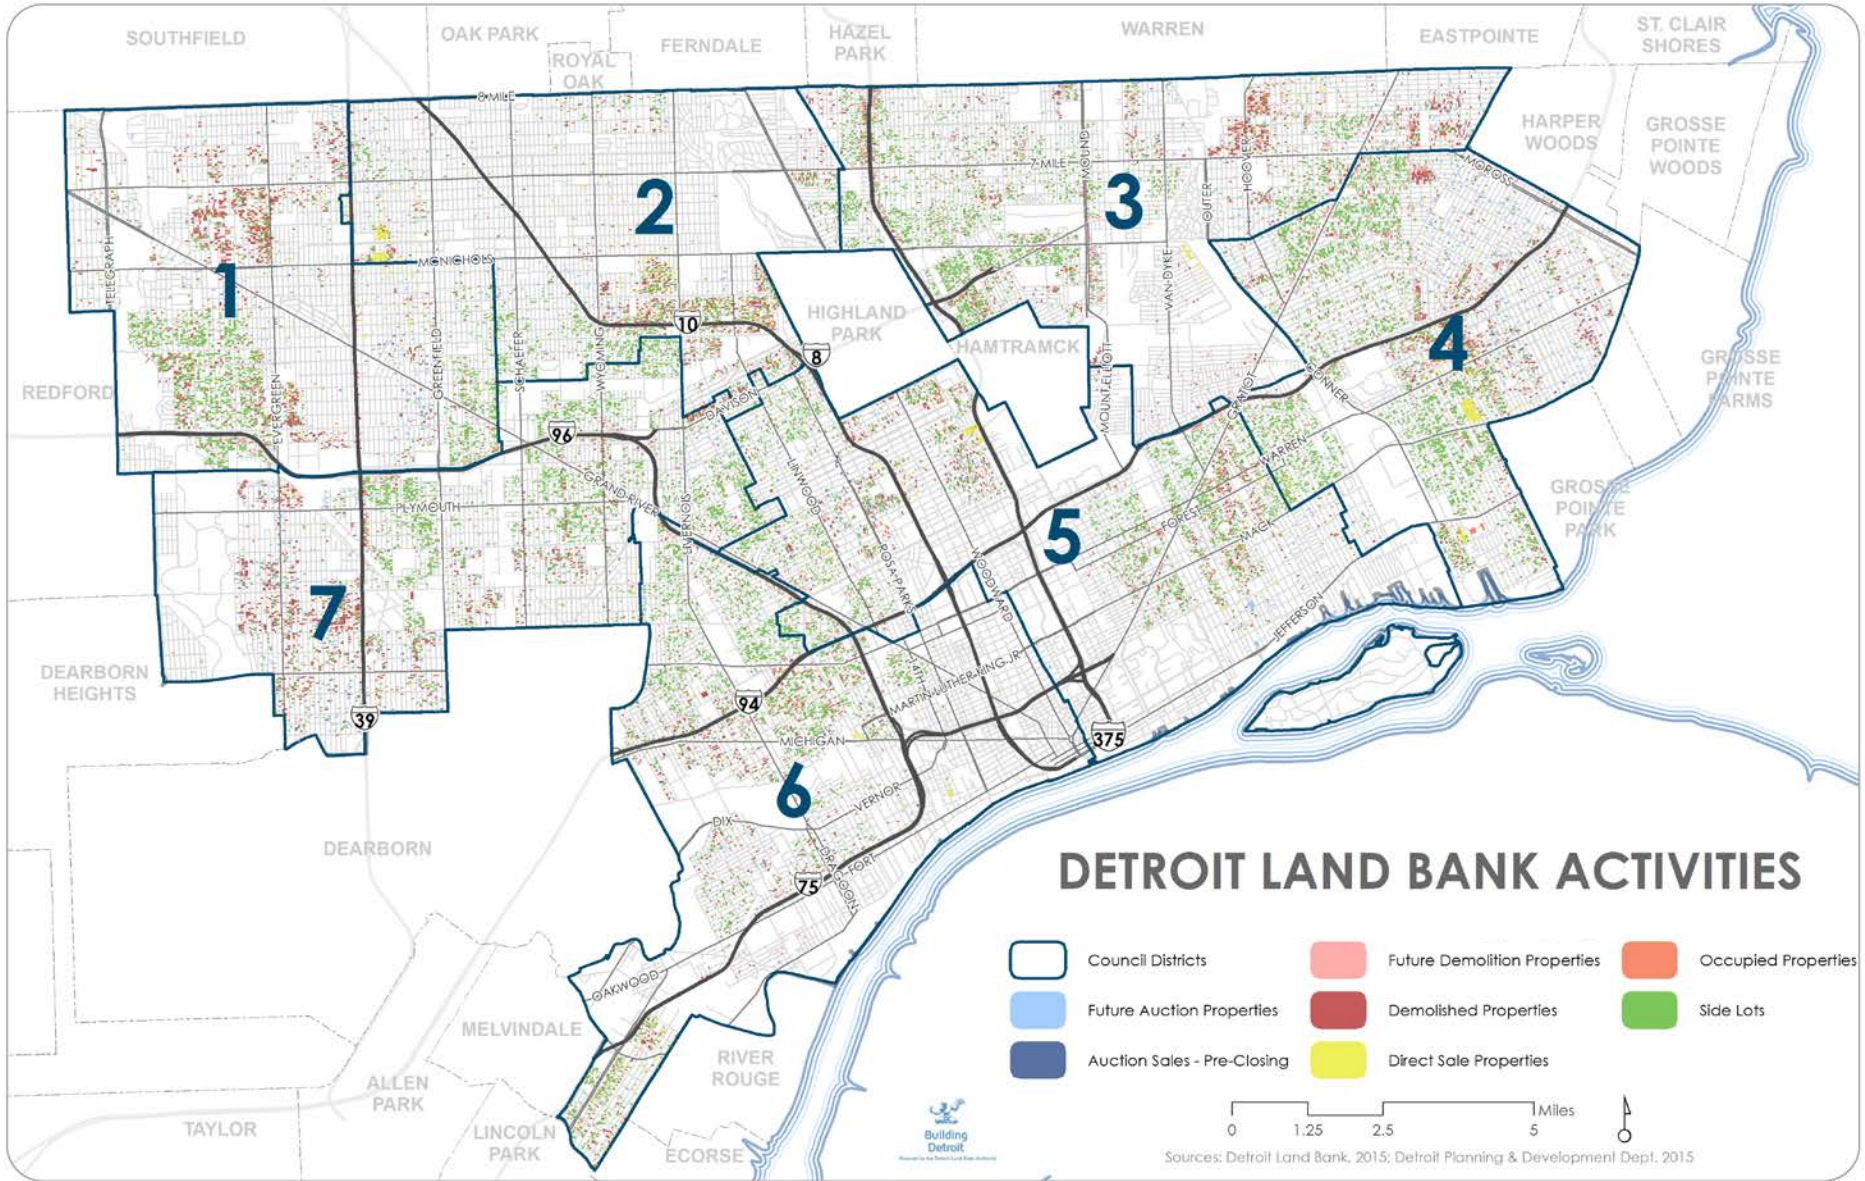 SOUTHFIELD
OAK PARK
ROYAL
OAK
FERNDALE
HAZEL
PARK
WARREN
EASTPOINTE
ST. CLAIR
SHORES
8 MILE
HARPER
WOODS
GROSSE
POINTE
WOODS
7 MILE
MOUND
HOOVER
OUTER
MOROSS
1
2
3
4
TELEGRAPH
MCNICHOLS
VAN DYKE
HIGHLAND
PARK
HAMTRAMCK
10
8
REDFORD
EVERGREEN
GREENFIELD
SCHAEFER
WYOMING
DAVISON
MOUNT ELLIOTT
GRATIOT
CONNER
GROSSE
POINTE
FARMS
96
GRAND RIVER
LIVERNOIS
LINWOOD
WARREN
PLYMOUTH
FOREST
MACK
GROSSE
POINTE
PARK
5
7
ROSA PARKS
WOODWARD
JEFFERSON
14TH
MARTIN LUTHER KING JR
DEARBORN
HEIGHTS
39
94
375
MICHIGAN
6
VERNOR
DIX
DRAGOON
FORT
75
DEARBORN
OAKWOOD
MELVINDALE
RIVER
ROUGE
ALLEN
PARK
TAYLOR
LINCOLN
PARK
ECORSE
DETROIT LAND BANK ACTIVITIES
Council Districts
Future Auction Properties
Auction Sales - Pre-Closing
Future Demolition Properties
Demolished Properties
Direct Sale Properties
Occupied Properties
Side Lots
Building
Detroit
Miles
0 1.25 2.5 5
Sources: Detroit Land Bank, 2015; Detroit Planning & Development Dept. 2015